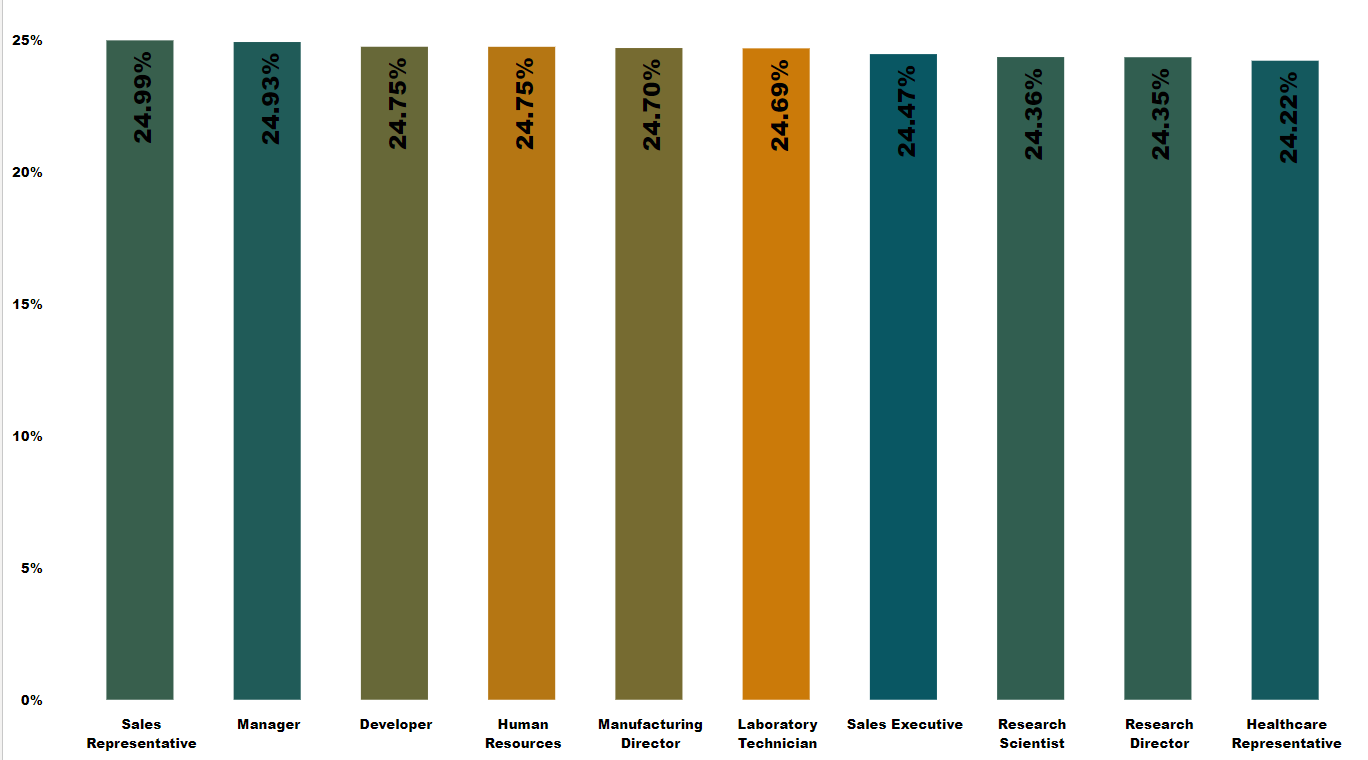 25%
20%
15%
10%
5%
0%
24.99%
24.93%
24.75%
24.75%
24.70%
24.69%
24.47%
24.36%
24.35%
24.22%
Sales
Representative
Manager
Developer
Human
Resources
Manufacturing
Director
Laboratory
Technician
Sales Executive
Research
Scientist
Research
Director
Healthcare
Representative